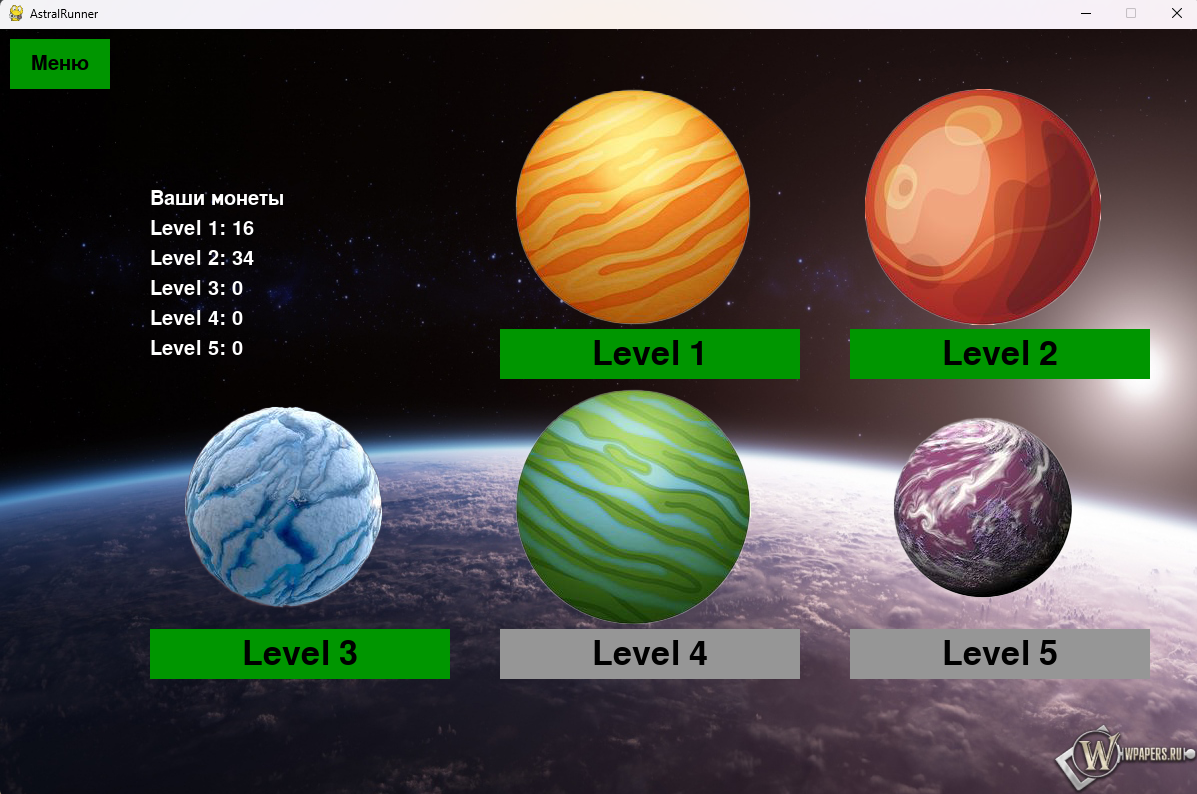 AstralRunner
Меню
Ваши монеты
Level 1: 16
Level 2: 34
Level 3: 0
Level 4: 0
Level 5: 0
Level 1
Level 2
Level 3
Level 4
Level 5
W WPAPERS.RU